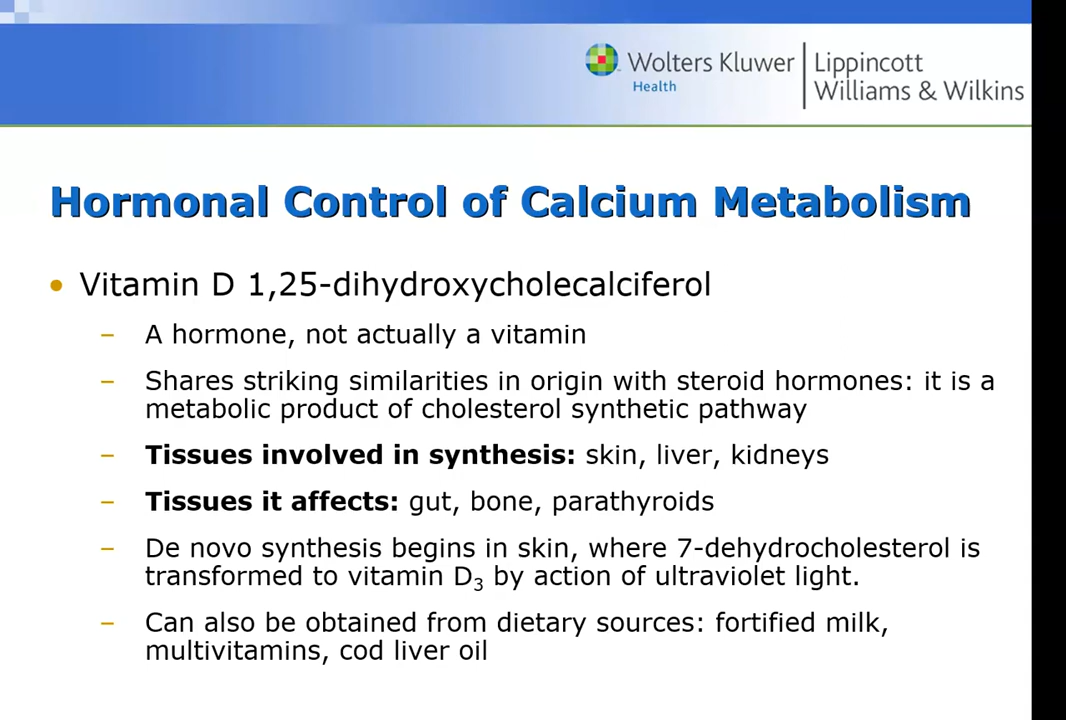 Wolters Kluwer
Health
Lippincott
Williams & Wilkins
Hormonal Control of Calcium Metabolism
• Vitamin D 1,25-dihydroxycholecalciferol
– A hormone, not actually a vitamin
– Shares striking similarities in origin with steroid hormones: it is a
metabolic product of cholesterol synthetic pathway
– Tissues involved in synthesis: skin, liver, kidneys
– Tissues it affects: gut, bone, parathyroids
– De novo synthesis begins in skin, where 7-dehydrocholesterol is
transformed to vitamin D₃ by action of ultraviolet light.
– Can also be obtained from dietary sources: fortified milk,
multivitamins, cod liver oil